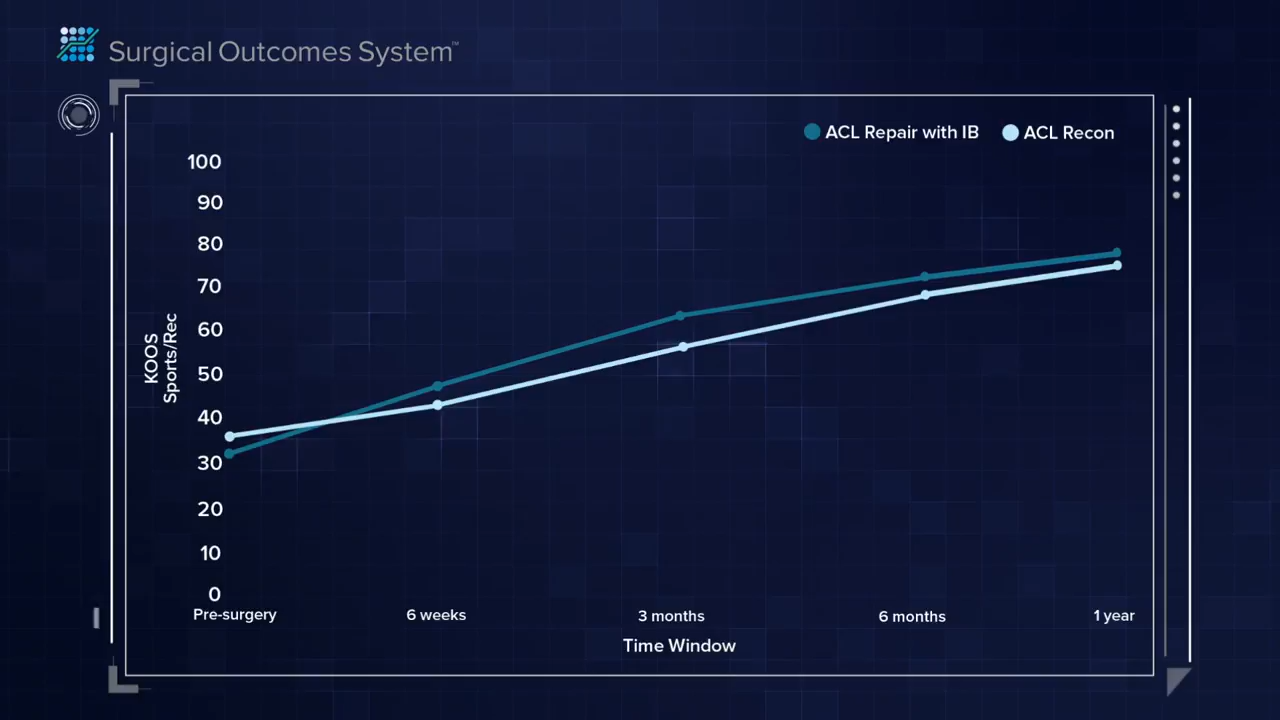 Surgical Outcomes System™
ACL Repair with IB
ACL Recon
100
90
80
70
60
50
40
30
20
10
0
KOOS
Sports/Rec
Pre-surgery
6 weeks
3 months
6 months
1 year
Time Window